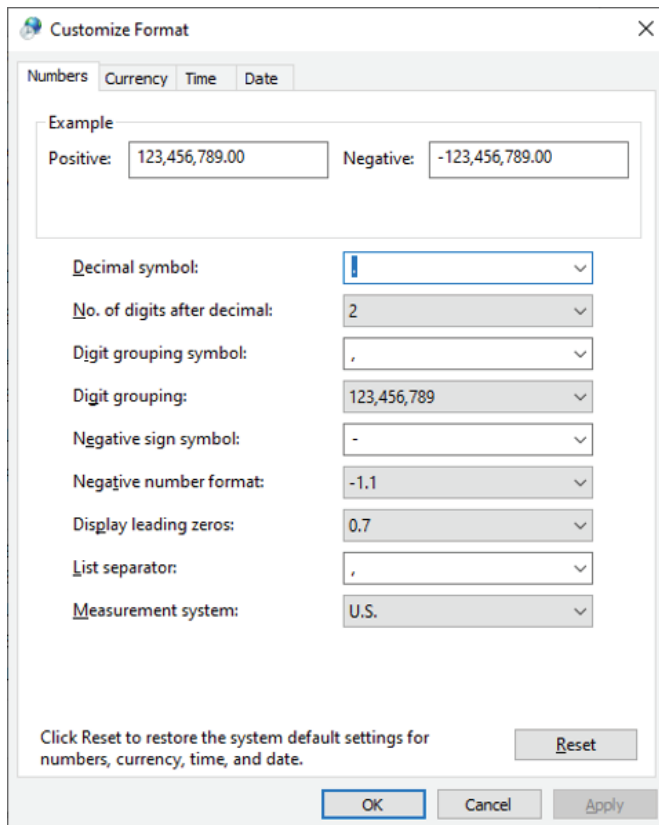 Customize Format
Numbers Currency Time Date
Example
Positive: 123,456,789.00 Negative: -123,456,789.00
Decimal symbol: .
No. of digits after decimal: 2
Digit grouping symbol: ,
Digit grouping: 123,456,789
Negative sign symbol: -
Negative number format: -1.1
Display leading zeros: 0.7
List separator: ,
Measurement system: U.S.
Click Reset to restore the system default settings for
numbers, currency, time, and date.
Reset
OK Cancel Apply